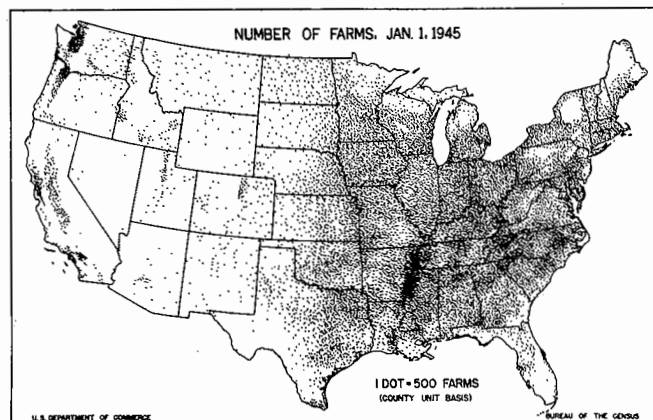 NUMBER OF FARMS, JAN. 1, 1945
1 DOT = 500 FARMS
(COUNTY UNIT BASIS)
U. S. DEPARTMENT OF COMMERCE
BUREAU OF THE CENSUS